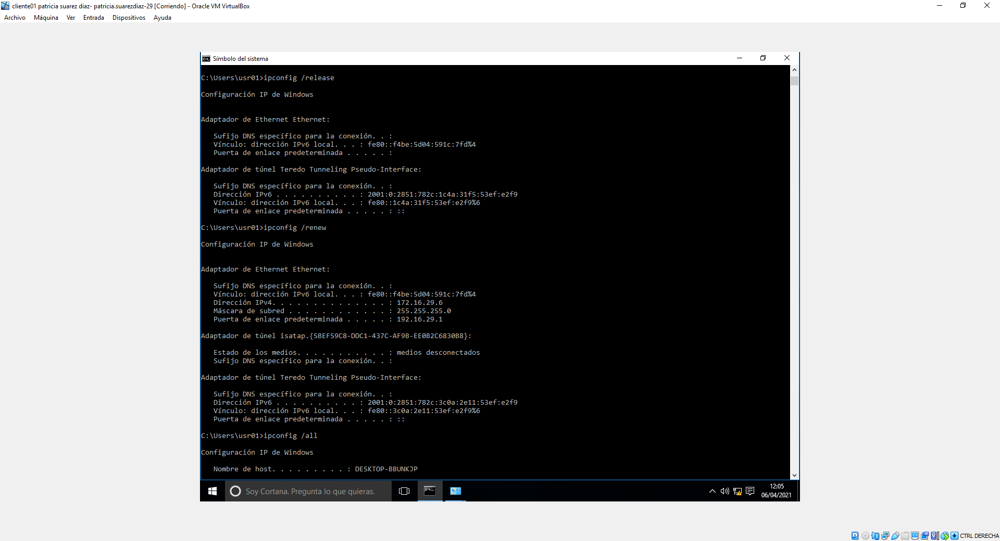 cliente01 patricia suarez diaz- patricia.suarezdiaz-29 [Corriendo] - Oracle VM VirtualBox
Archivo Máquina Ver Entrada Dispositivos Ayuda
Símbolo del sistema
C:\Users\usr01>ipconfig /release
Configuración IP de Windows
Adaptador de Ethernet Ethernet:
Sufijo DNS específico para la conexión. . :
Vínculo: dirección IPv6 local. . . : fe80::f4be:5d04:591c:7fd%4
Puerta de enlace predeterminada . . . . . :
Adaptador de túnel Teredo Tunneling Pseudo-Interface:
Sufijo DNS específico para la conexión. . :
Dirección IPv6 . . . . . . . . . . : 2001:0:2851:782c:1c4a:31f5:53ef:e2f9
Vínculo: dirección IPv6 local. . . : fe80::1c4a:31f5:53ef:e2f9%6
Puerta de enlace predeterminada . . . . . : ::
C:\Users\usr01>ipconfig /renew
Configuración IP de Windows
Adaptador de Ethernet Ethernet:
Sufijo DNS específico para la conexión. . :
Vínculo: dirección IPv6 local. . . : fe80::f4be:5d04:591c:7fd%4
Dirección IPv4. . . . . . . . . . . . . . : 172.16.29.6
Máscara de subred . . . . . . . . . . . . : 255.255.255.0
Puerta de enlace predeterminada . . . . . : 192.16.29.1
Adaptador de túnel isatap.{5BEF59C8-DDC1-437C-AF9B-EE0B2C6830B8}:
Estado de los medios. . . . . . . . . . . : medios desconectados
Sufijo DNS específico para la conexión. . :
Adaptador de túnel Teredo Tunneling Pseudo-Interface:
Sufijo DNS específico para la conexión. . :
Dirección IPv6 . . . . . . . . . . : 2001:0:2851:782c:3c0a:2e11:53ef:e2f9
Vínculo: dirección IPv6 local. . . : fe80::3c0a:2e11:53ef:e2f9%6
Puerta de enlace predeterminada . . . . . : ::
C:\Users\usr01>ipconfig /all
Configuración IP de Windows
Nombre de host. . . . . . . . . : DESKTOP-BBUNKJP
Soy Cortana. Pregunta lo que quieras.
12:05
06/04/2021
CTRL DERECHA